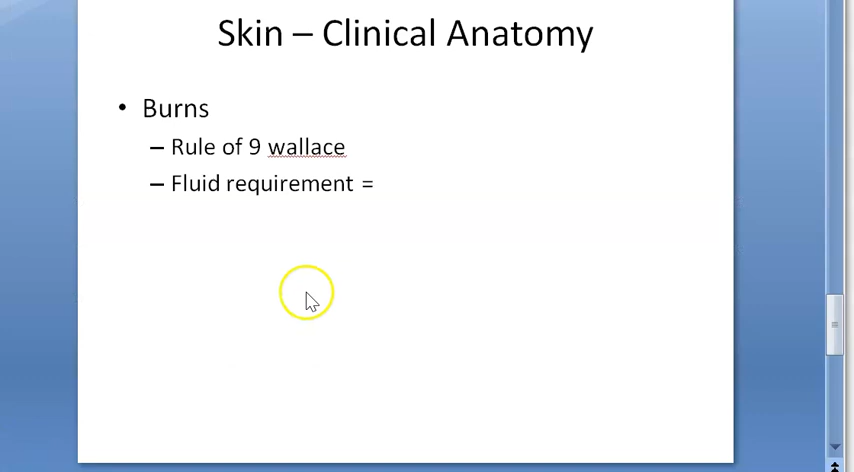 Skin – Clinical Anatomy
• Burns
– Rule of 9 wallace
– Fluid requirement =